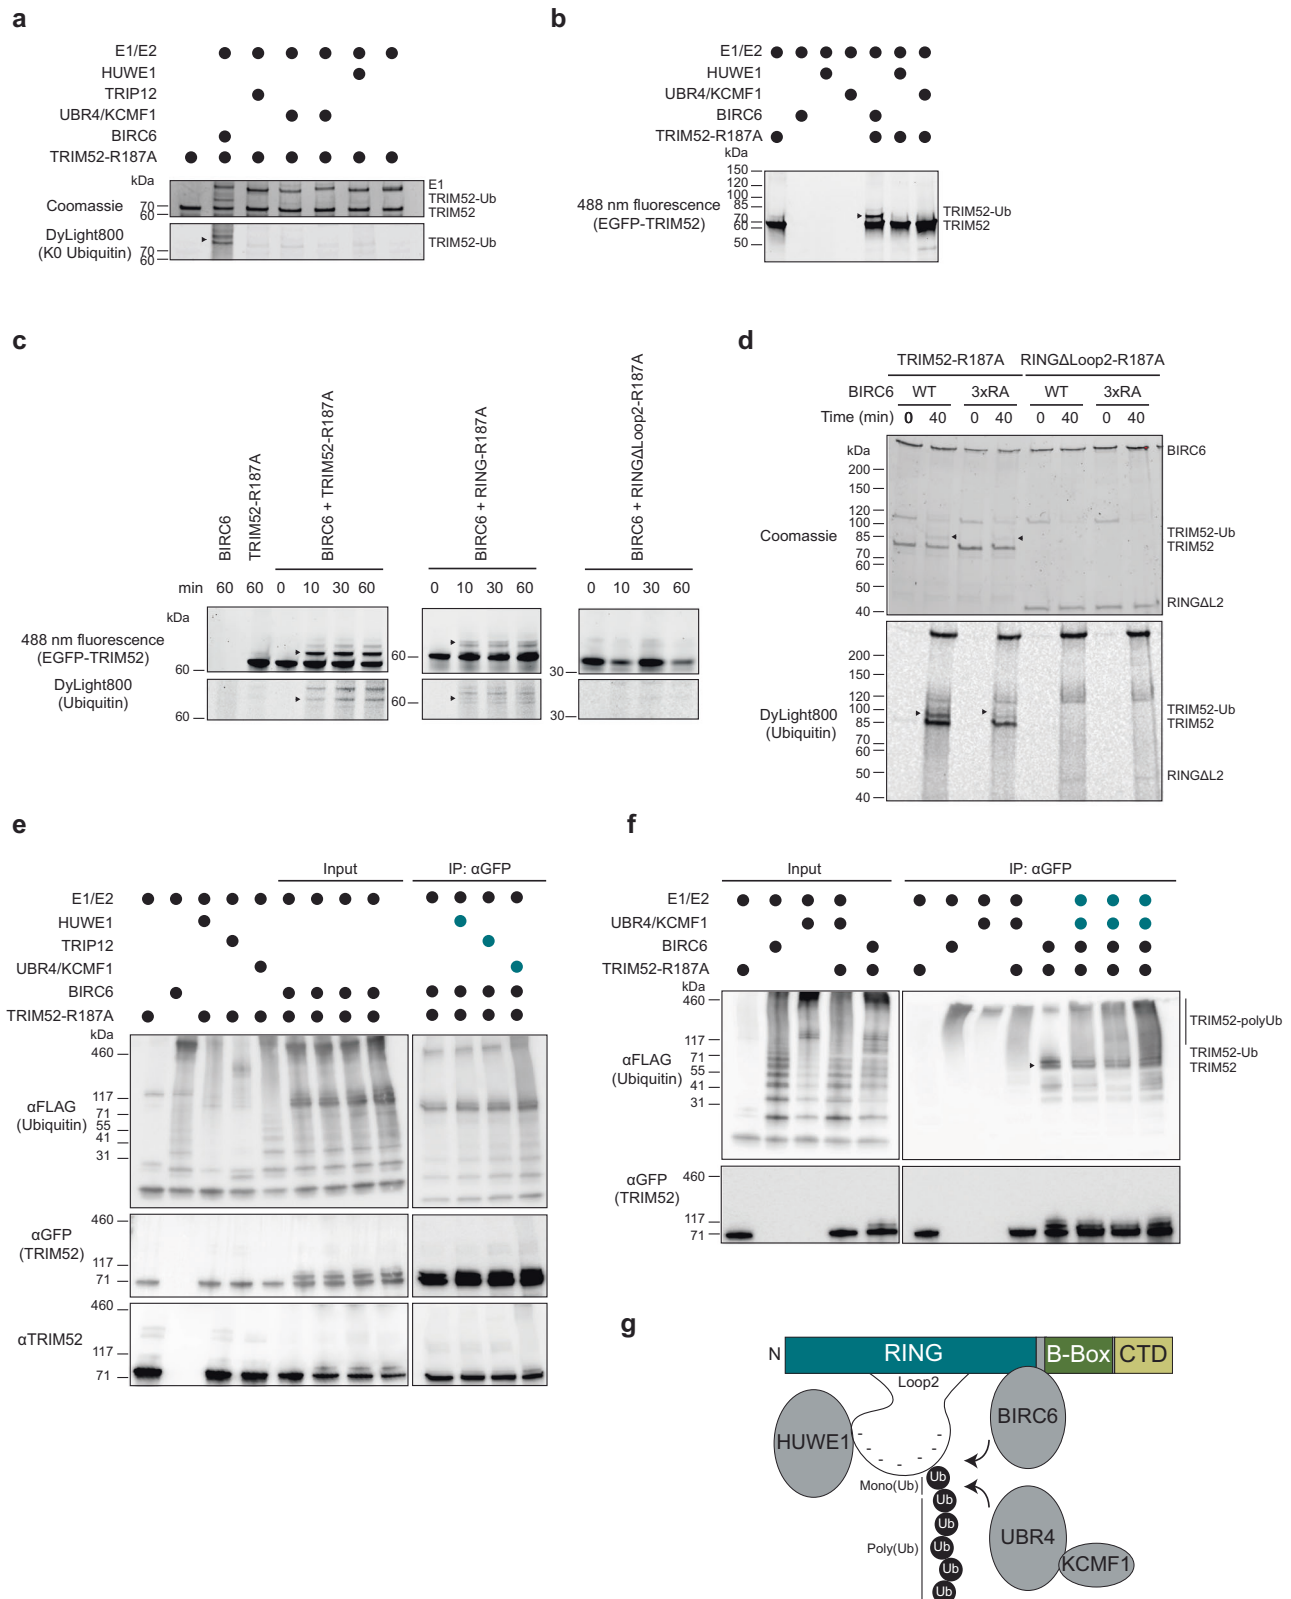 a
E1/E2
HUWE1
TRIP12
UBR4/KCMF1
BIRC6
TRIM52-R187A
kDa
Coomassie
70
60
E1
TRIM52-Ub
TRIM52
DyLight800
(K0 Ubiquitin)
70
60
TRIM52-Ub
b
E1/E2
HUWE1
UBR4/KCMF1
BIRC6
TRIM52-R187A
kDa
150
120
100
85
70
60
50
488 nm fluorescence
(EGFP-TRIM52)
TRIM52-Ub
TRIM52
c
BIRC6
TRIM52-R187A
BIRC6 + TRIM52-R187A
BIRC6 + RING-R187A
BIRC6 + RINGΔLoop2-R187A
min 60 60 0 10 30 60 0 10 30 60 0 10 30 60
kDa
488 nm fluorescence
(EGFP-TRIM52)
60
60
30
DyLight800
(Ubiquitin)
60
60
30
d
TRIM52-R187A RINGΔLoop2-R187A
BIRC6 WT 3xRA WT 3xRA
Time (min) 0 40 0 40 0 40 0 40
kDa
200
150
120
100
85
70
60
50
40
Coomassie
BIRC6
TRIM52-Ub
TRIM52
RINGΔL2
200
150
120
100
85
70
60
50
40
DyLight800
(Ubiquitin)
TRIM52-Ub
TRIM52
RINGΔL2
e
Input IP: αGFP
E1/E2
HUWE1
TRIP12
UBR4/KCMF1
BIRC6
TRIM52-R187A
kDa
460
117
71
55
41
31
αFLAG
(Ubiquitin)
460
117
71
αGFP
(TRIM52)
460
117
71
αTRIM52
f
Input IP: αGFP
E1/E2
UBR4/KCMF1
BIRC6
TRIM52-R187A
kDa
460
117
71
55
41
31
αFLAG
(Ubiquitin)
TRIM52-polyUb
TRIM52-Ub
TRIM52
αGFP
(TRIM52)
460
117
71
g
N RING B-Box CTD
Loop2
HUWE1
BIRC6
- - - - - - -
Mono(Ub)
Ub
Ub
Ub
Poly(Ub)
Ub
Ub
Ub
UBR4
KCMF1